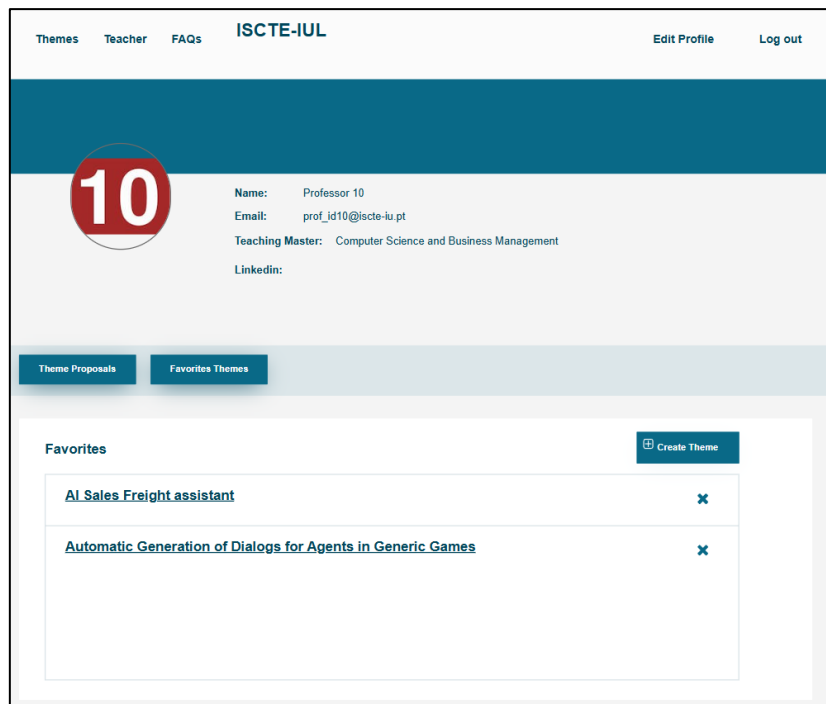 Themes Teacher FAQs ISCTE-IUL Edit Profile Log out
10
Name: Professor 10
Email: prof_id10@iscte-iu.pt
Teaching Master: Computer Science and Business Management
Linkedin:
Theme Proposals Favorites Themes
Favorites Create Theme
AI Sales Freight assistant
Automatic Generation of Dialogs for Agents in Generic Games